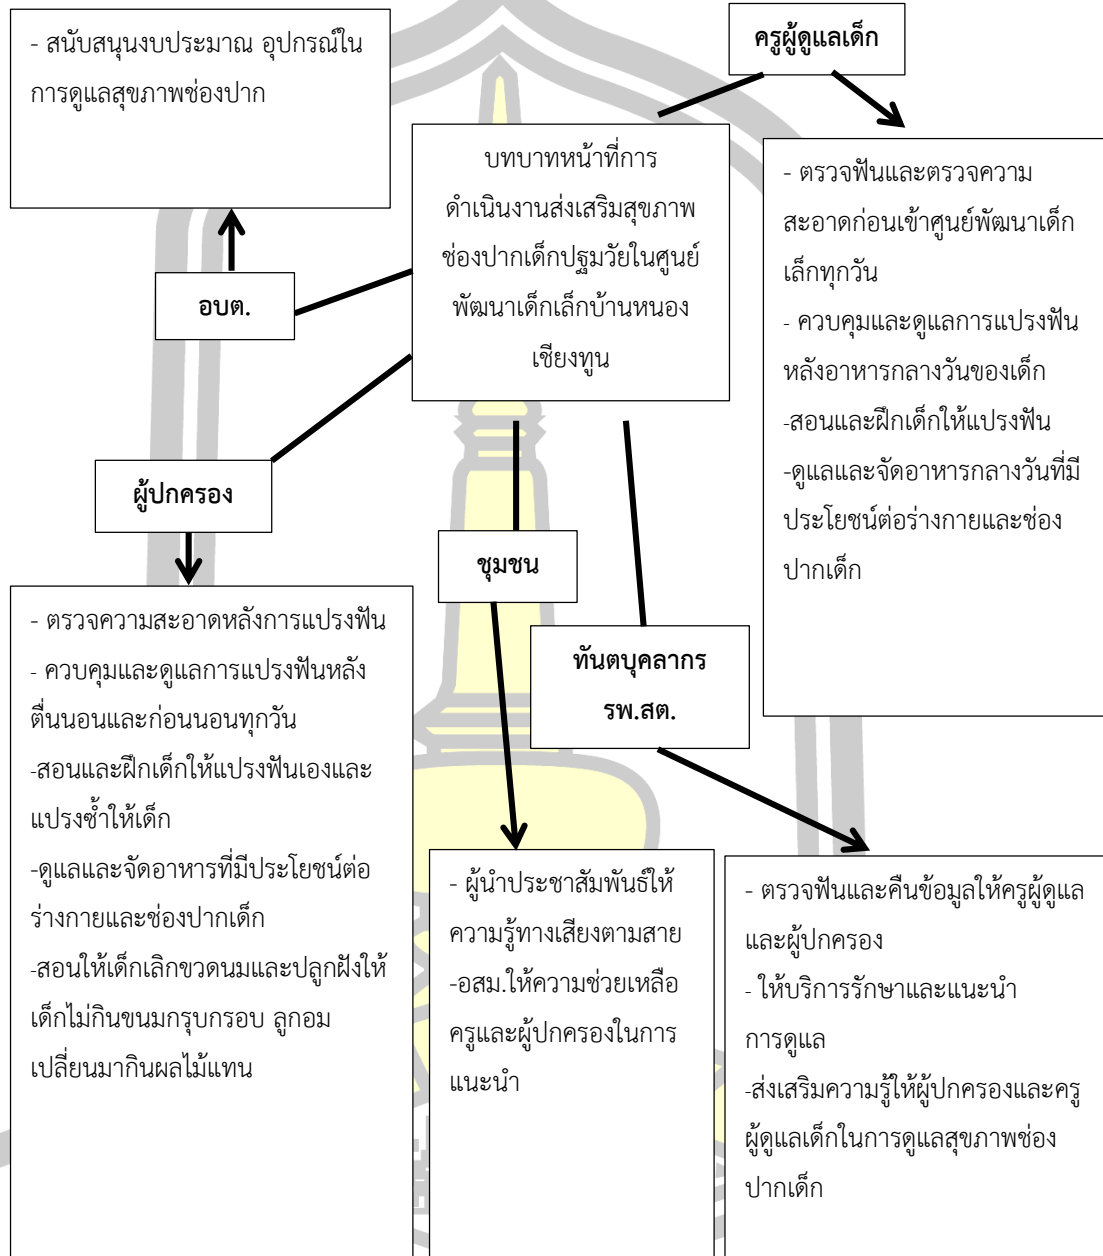 - สนับสนุนงบประมาณ อุปกรณ์ใน
การดูแลสุขภาพช่องปาก
ครูผู้ดูแลเด็ก
บทบาทหน้าที่การ
ดำเนินงานส่งเสริมสุขภาพ
ช่องปากเด็กปฐมวัยในศูนย์
พัฒนาเด็กเล็กบ้านหนอง
เชียงทูน
- ตรวจฟันและตรวจความ
สะอาดก่อนเข้าศูนย์พัฒนาเด็ก
เล็กทุกวัน
- ควบคุมและดูแลการแปรงฟัน
หลังอาหารกลางวันของเด็ก
-สอนและฝึกเด็กให้แปรงฟัน
-ดูแลและจัดอาหารกลางวันที่มี
ประโยชน์ต่อร่างกายและช่อง
ปากเด็ก
อบต.
ผู้ปกครอง
ชุมชน
ทันตบุคลากร
รพ.สต.
- ตรวจความสะอาดหลังการแปรงฟัน
- ควบคุมและดูแลการแปรงฟันหลัง
ตื่นนอนและก่อนนอนทุกวัน
-สอนและฝึกเด็กให้แปรงฟันเองและ
แปรงซ้ำให้เด็ก
-ดูแลและจัดอาหารที่มีประโยชน์ต่อ
ร่างกายและช่องปากเด็ก
-สอนให้เด็กเลิกขวดนมและปลูกฝังให้
เด็กไม่กินขนมกรุบกรอบ ลูกอม
เปลี่ยนมากินผลไม้แทน
- ผู้นำประชาสัมพันธ์ให้
ความรู้ทางเสียงตามสาย
-อสม.ให้ความช่วยเหลือ
ครูและผู้ปกครองในการ
แนะนำ
- ตรวจฟันและคืนข้อมูลให้ครูผู้ดูแล
และผู้ปกครอง
- ให้บริการรักษาและแนะนำ
การดูแล
-ส่งเสริมความรู้ให้ผู้ปกครองและครู
ผู้ดูแลเด็กในการดูแลสุขภาพช่อง
ปากเด็ก